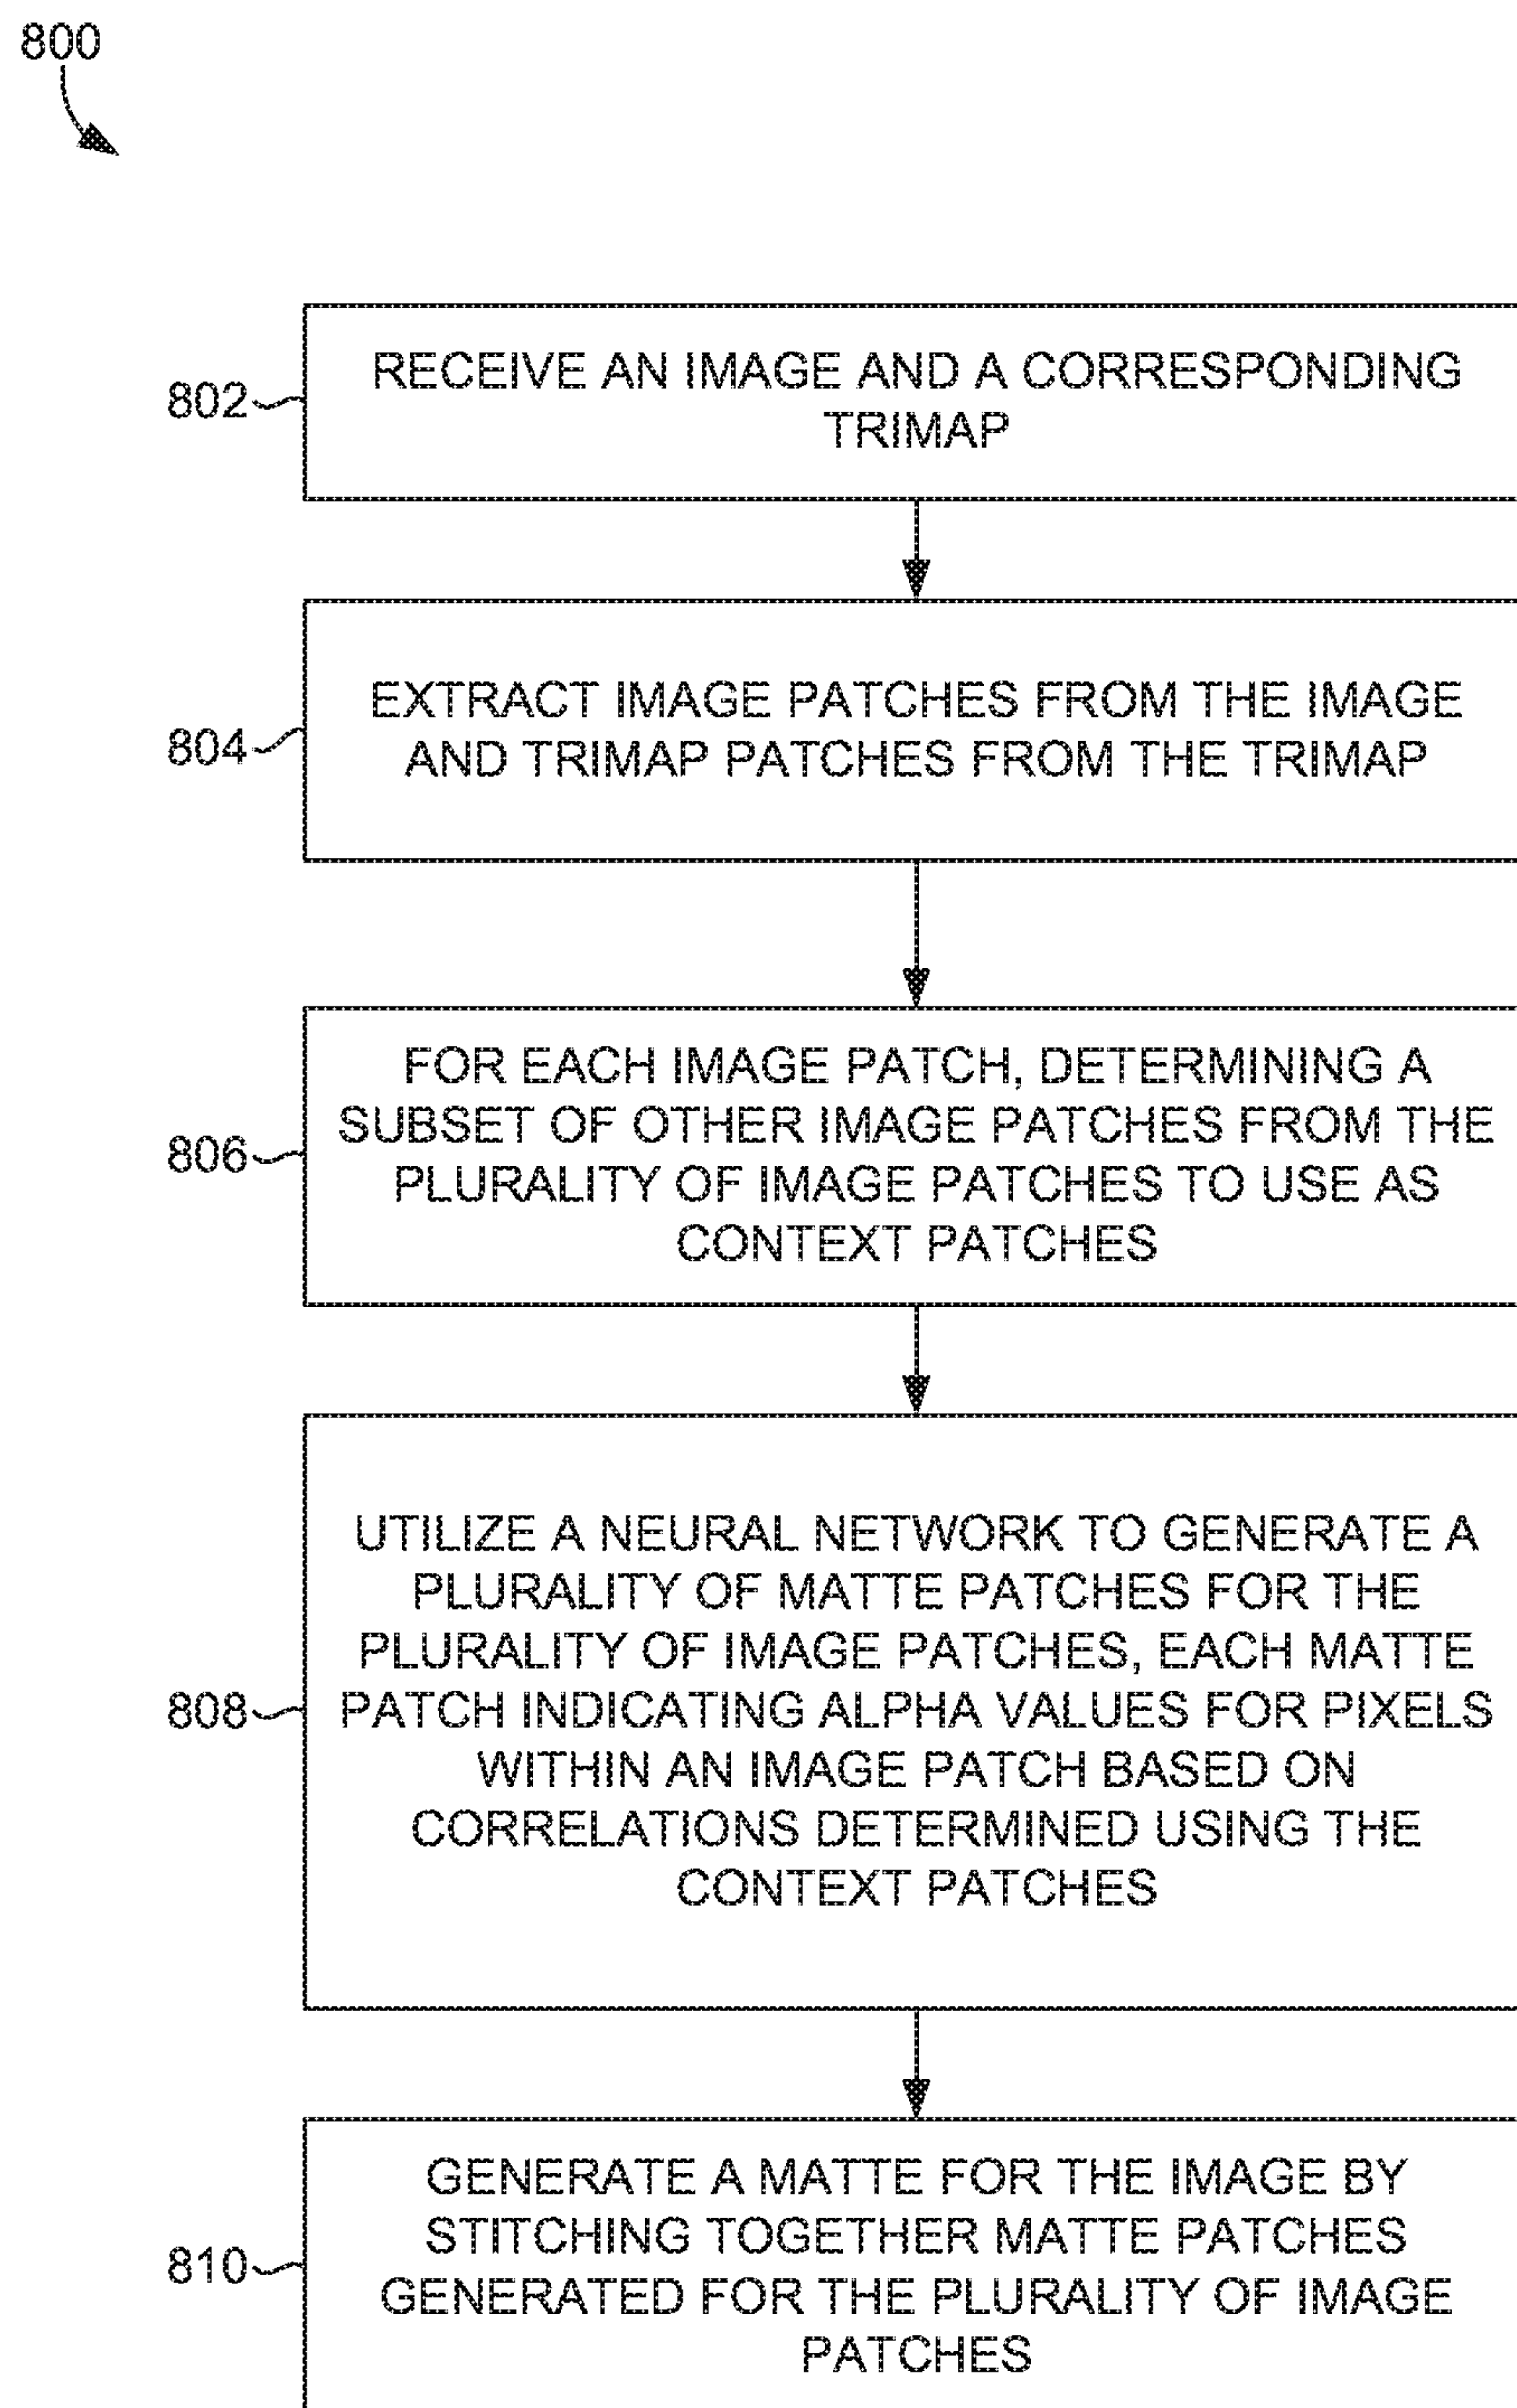 800
802
RECEIVE AN IMAGE AND A CORRESPONDING
TRIMAP
804
EXTRACT IMAGE PATCHES FROM THE IMAGE
AND TRIMAP PATCHES FROM THE TRIMAP
806
FOR EACH IMAGE PATCH, DETERMINING A
SUBSET OF OTHER IMAGE PATCHES FROM THE
PLURALITY OF IMAGE PATCHES TO USE AS
CONTEXT PATCHES
808
UTILIZE A NEURAL NETWORK TO GENERATE A
PLURALITY OF MATTE PATCHES FOR THE
PLURALITY OF IMAGE PATCHES, EACH MATTE
PATCH INDICATING ALPHA VALUES FOR PIXELS
WITHIN AN IMAGE PATCH BASED ON
CORRELATIONS DETERMINED USING THE
CONTEXT PATCHES
810
GENERATE A MATTE FOR THE IMAGE BY
STITCHING TOGETHER MATTE PATCHES
GENERATED FOR THE PLURALITY OF IMAGE
PATCHES